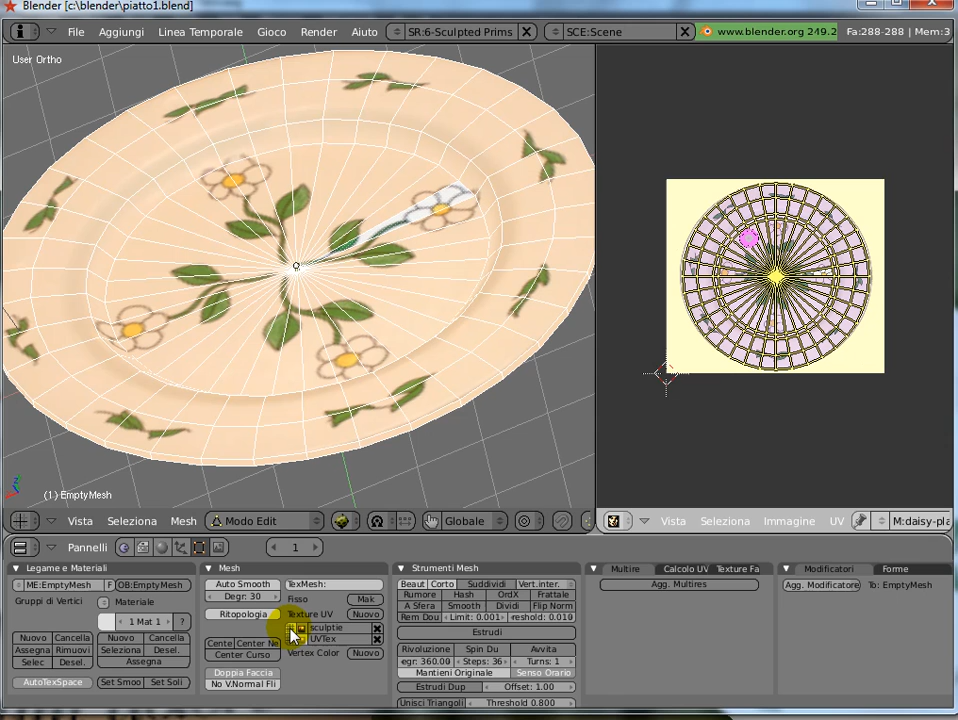 Blender [c:\blender\piatto1.blend]
File Aggiungi Linea Temporale Gioco Render Aiuto SR:6-Sculpted Prims SCE:Scene www.blender.org 249.2 Fa:288-288 | Mem:3
User Ortho
(1) EmptyMesh
Vista Seleziona Mesh Modo Edit Globale
Vista Seleziona Immagine UV M:daisy-pla
Pannelli 1
Legame e Materiali
ME:EmptyMesh F OB:EmptyMesh
Gruppi di Vertici Materiale
1 Mat 1 ?
Nuovo Cancella Nuovo Cancella
Assegna Rimuovi Seleziona Desel.
Selec Desel. Assegna
AutoTexSpace Set Smoo Set Soli
Mesh
Auto Smooth TexMesh:
Degr: 30 Fisso Mak
Ritopologia Texture UV Nuovo
sculptie
Cente Center Ne UVTex
Center Curso Vertex Color Nuovo
Doppia Faccia
No V.Normal Fli
Strumenti Mesh
Beaut Corto Suddividi Vert.inter.
Rumore Hash OrdX Frattale
A Sfera Smooth Dividi Flip Norm
Rem Dou Limit: 0.001 reshold: 0.010
Estrudi
Rivoluzione Spin Du Avvita
egr: 360.00 Steps: 36 Turns: 1
Mantieni Originale Senso Orario
Estrudi Dup Offset: 1.00
Unisci Triangoli Threshold 0.800
Multire Calcolo UV Texture Fa
Agg. Multires
Modificatori Forme
Agg. Modificatore To: EmptyMesh